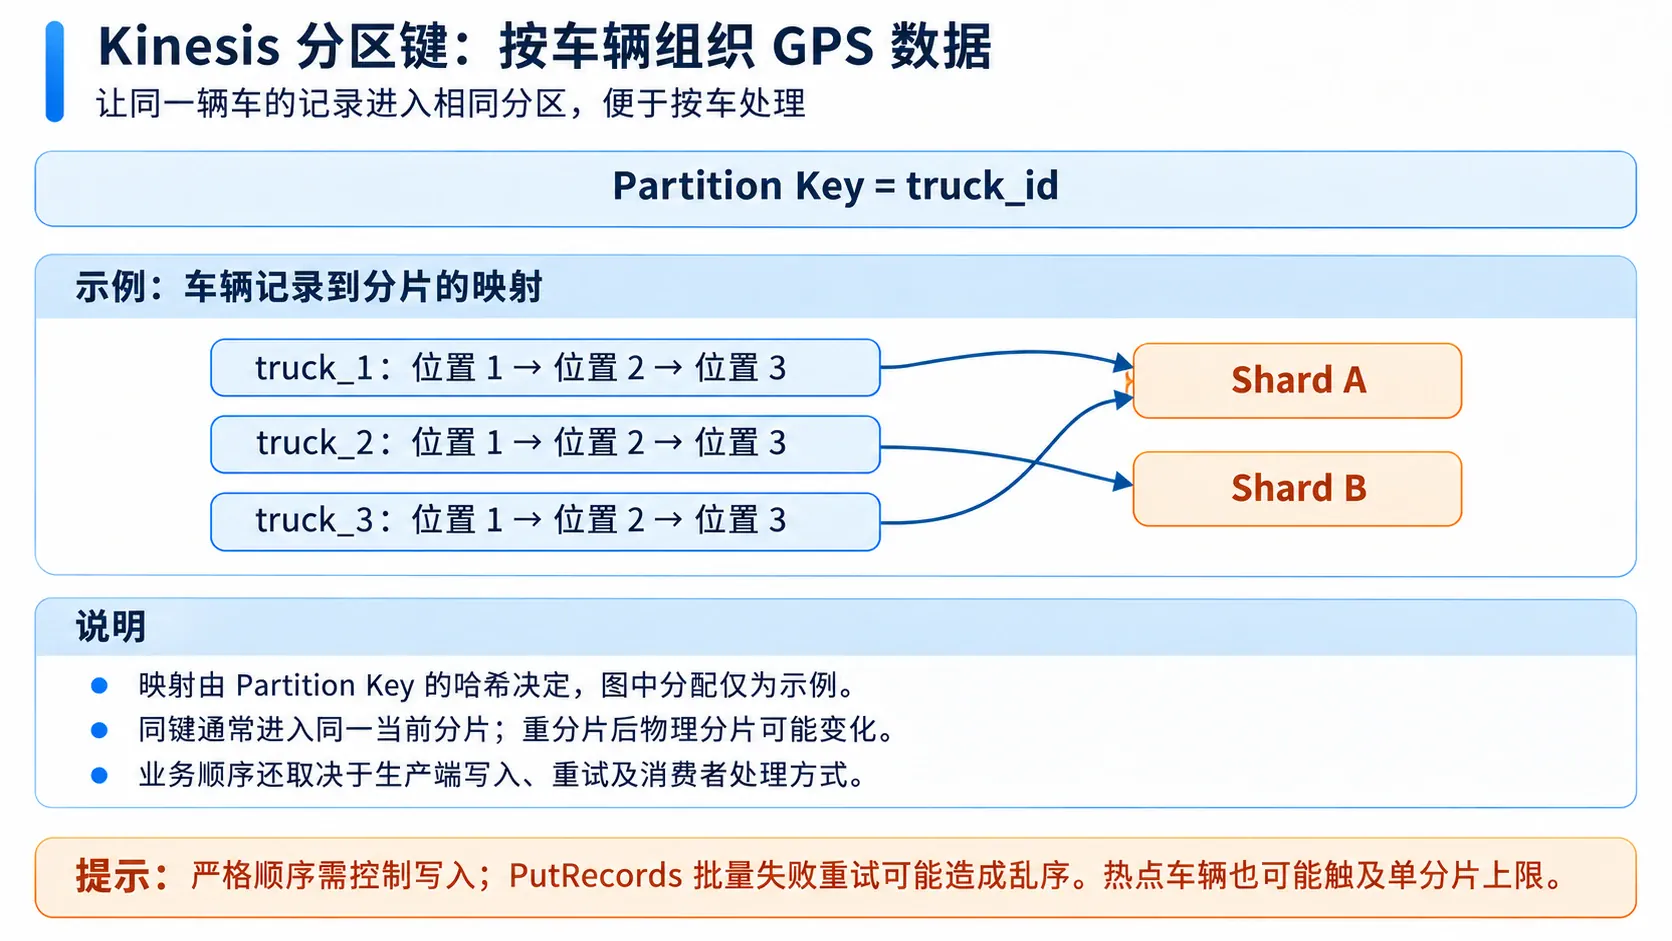 Kinesis 分区键：按车辆组织 GPS 数据
让同一辆车的记录进入相同分区，便于按车处理
Partition Key = truck_id
示例：车辆记录到分片的映射
truck_1：位置 1 → 位置 2 → 位置 3
truck_2：位置 1 → 位置 2 → 位置 3
truck_3：位置 1 → 位置 2 → 位置 3
Shard A
Shard B
说明
映射由 Partition Key 的哈希决定，图中分配仅为示例。
同键通常进入同一当前分片；重分片后物理分片可能变化。
业务顺序还取决于生产端写入、重试及消费者处理方式。
提示：严格顺序需控制写入；PutRecords 批量失败重试可能造成乱序。热点车辆也可能触及单分片上限。